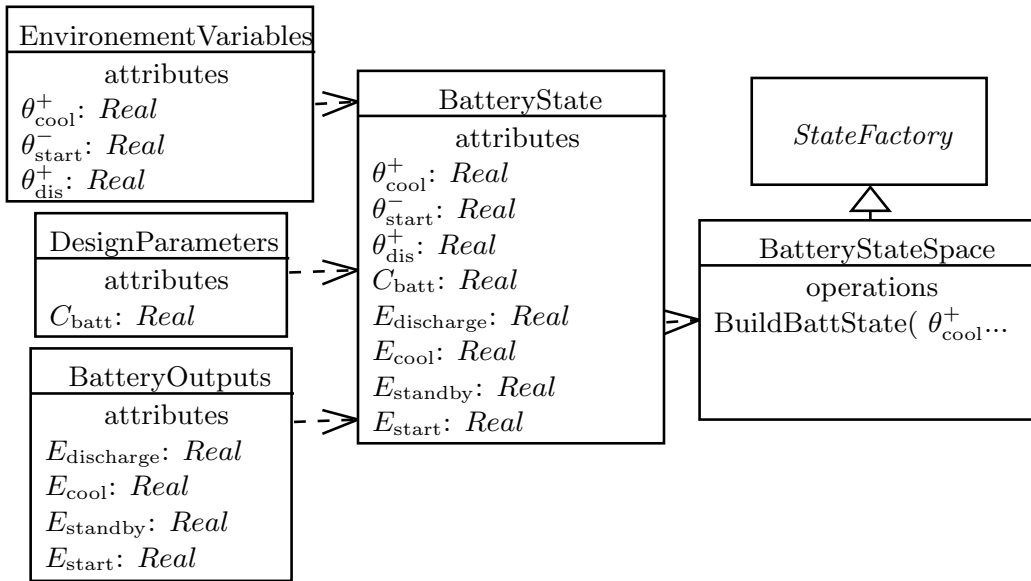 EnvironementVariables
attributes
θ⁺cool: Real
θ⁻start: Real
θ⁺dis: Real
DesignParameters
attributes
Cbatt: Real
BatteryOutputs
attributes
Edischarge: Real
Ecool: Real
Estandby: Real
Estart: Real
BatteryState
attributes
θ⁺cool: Real
θ⁻start: Real
θ⁺dis: Real
Cbatt: Real
Edischarge: Real
Ecool: Real
Estandby: Real
Estart: Real
StateFactory
BatteryStateSpace
operations
BuildBattState( θ⁺cool...